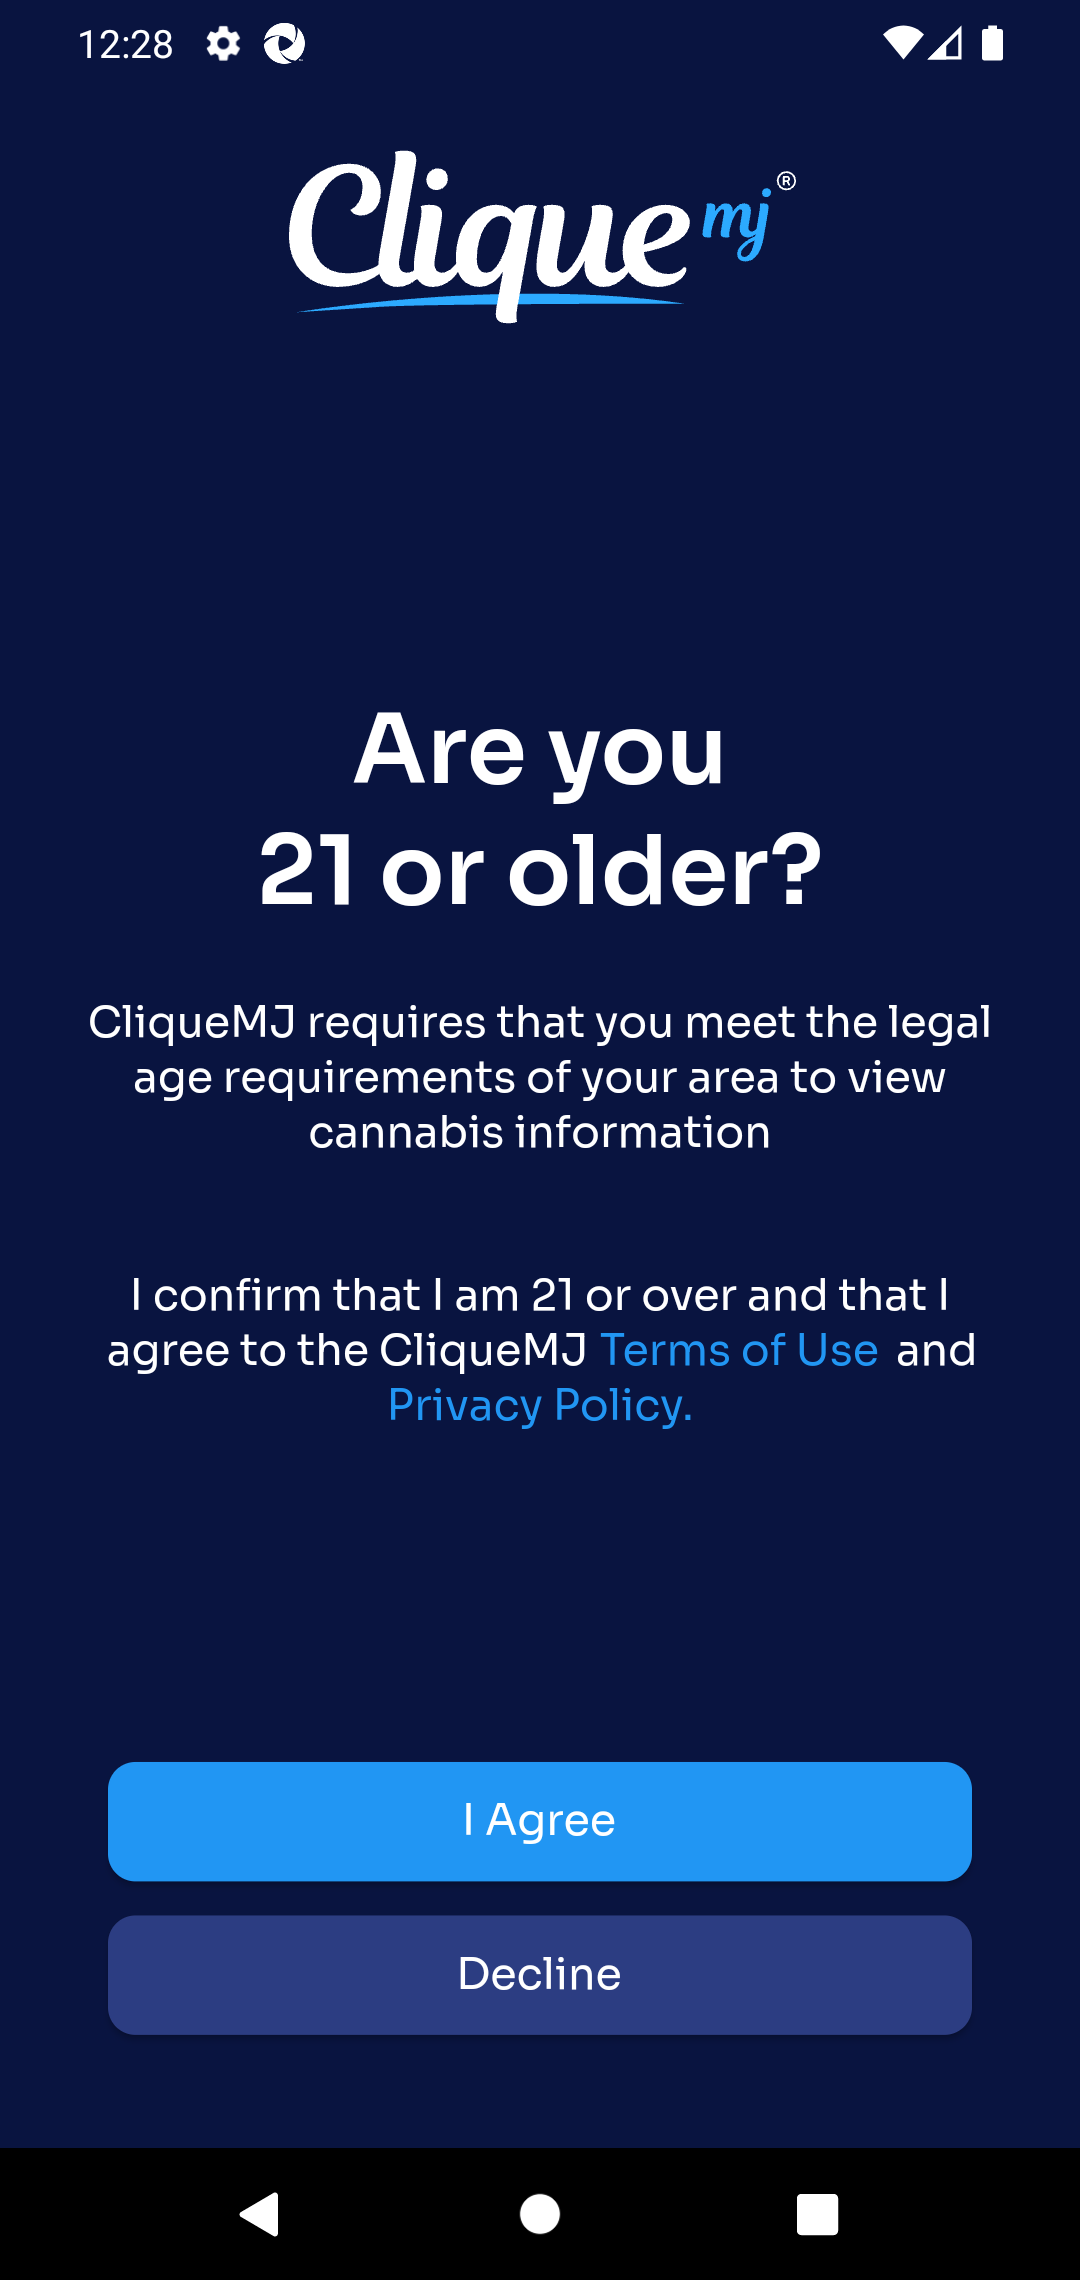 12:28
Clique mj ®
Are you
21 or older?
CliqueMJ requires that you meet the legal
age requirements of your area to view
cannabis information
I confirm that I am 21 or over and that I
agree to the CliqueMJ Terms of Use and
Privacy Policy.
I Agree
Decline